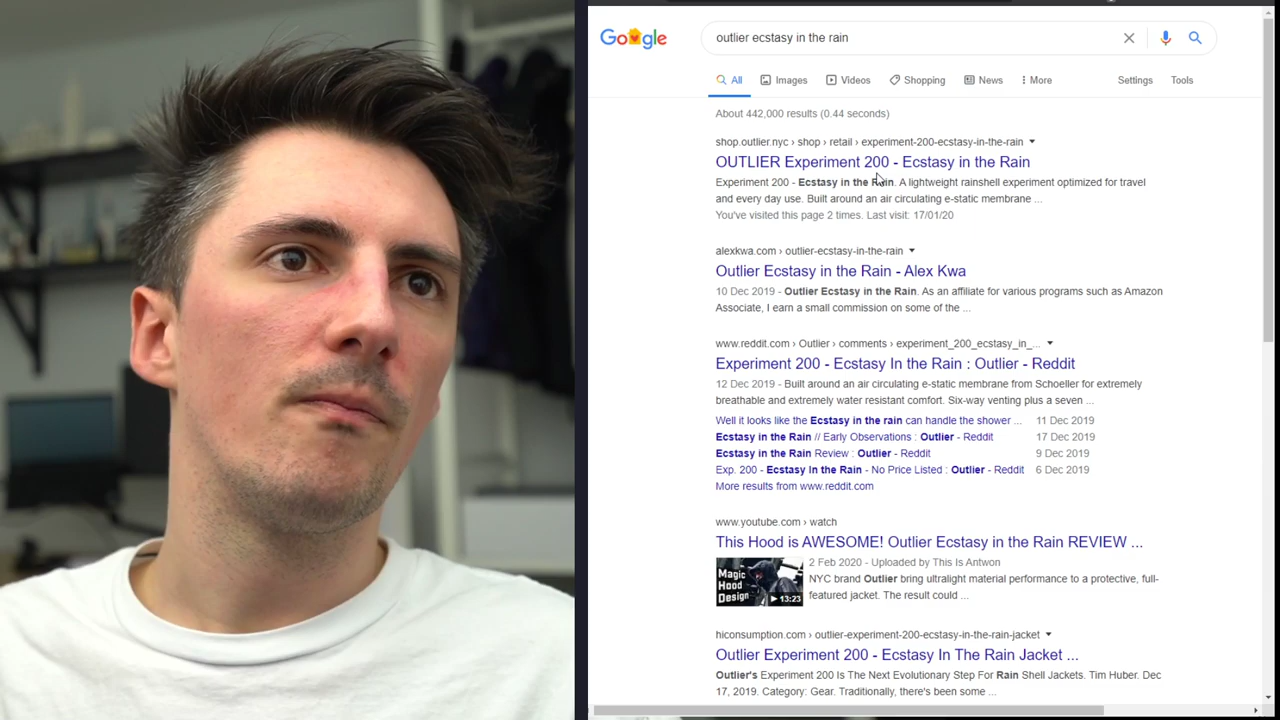 Google
outlier ecstasy in the rain
All Images Videos Shopping News More Settings Tools
About 442,000 results (0.44 seconds)
shop.outlier.nyc › shop › retail › experiment-200-ecstasy-in-the-rain
OUTLIER Experiment 200 - Ecstasy in the Rain
Experiment 200 - Ecstasy in the Rain. A lightweight rainshell experiment optimized for travel
and every day use. Built around an air circulating e-static membrane ...
You've visited this page 2 times. Last visit: 17/01/20
alexkwa.com › outlier-ecstasy-in-the-rain
Outlier Ecstasy in the Rain - Alex Kwa
10 Dec 2019 - Outlier Ecstasy in the Rain. As an affiliate for various programs such as Amazon
Associate, I earn a small commission on some of the ...
www.reddit.com › Outlier › comments › experiment_200_ecstasy_in_...
Experiment 200 - Ecstasy In the Rain : Outlier - Reddit
12 Dec 2019 - Built around an air circulating e-static membrane from Schoeller for extremely
breathable and extremely water resistant comfort. Six-way venting plus a seven ...
Well it looks like the Ecstasy in the rain can handle the shower ... 11 Dec 2019
Ecstasy in the Rain // Early Observations : Outlier - Reddit 17 Dec 2019
Ecstasy in the Rain Review : Outlier - Reddit 9 Dec 2019
Exp. 200 - Ecstasy In the Rain - No Price Listed : Outlier - Reddit 6 Dec 2019
More results from www.reddit.com
www.youtube.com › watch
This Hood is AWESOME! Outlier Ecstasy in the Rain REVIEW ...
2 Feb 2020 - Uploaded by This Is Antwon
NYC brand Outlier bring ultralight material performance to a protective, full-
featured jacket. The result could ...
Magic
Hood
Design
13:23
hiconsumption.com › outlier-experiment-200-ecstasy-in-the-rain-jacket
Outlier Experiment 200 - Ecstasy In The Rain Jacket ...
Outlier's Experiment 200 Is The Next Evolutionary Step For Rain Shell Jackets. Tim Huber. Dec
17, 2019. Category: Gear. Traditionally, there's been some ...